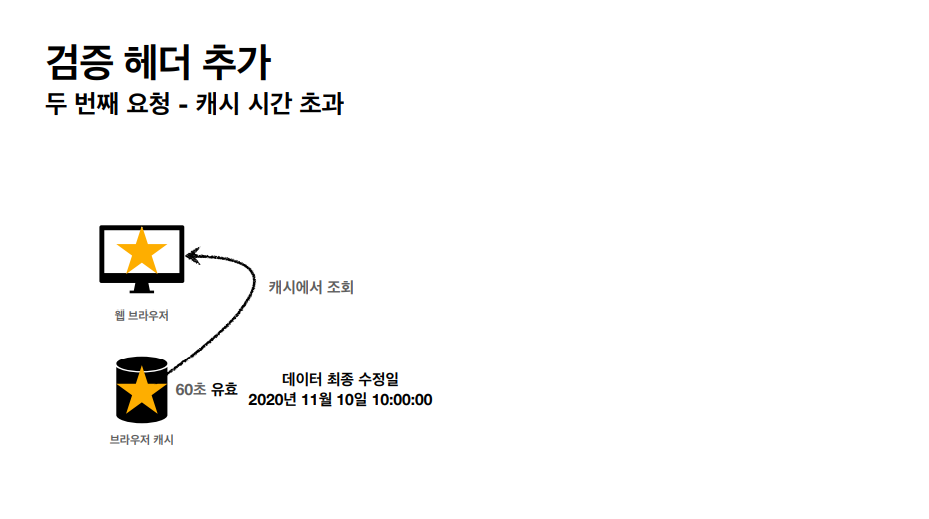 검증 헤더 추가
두 번째 요청 - 캐시 시간 초과
캐시에서 조회
웹 브라우저
60초 유효
데이터 최종 수정일
2020년 11월 10일 10:00:00
브라우저 캐시